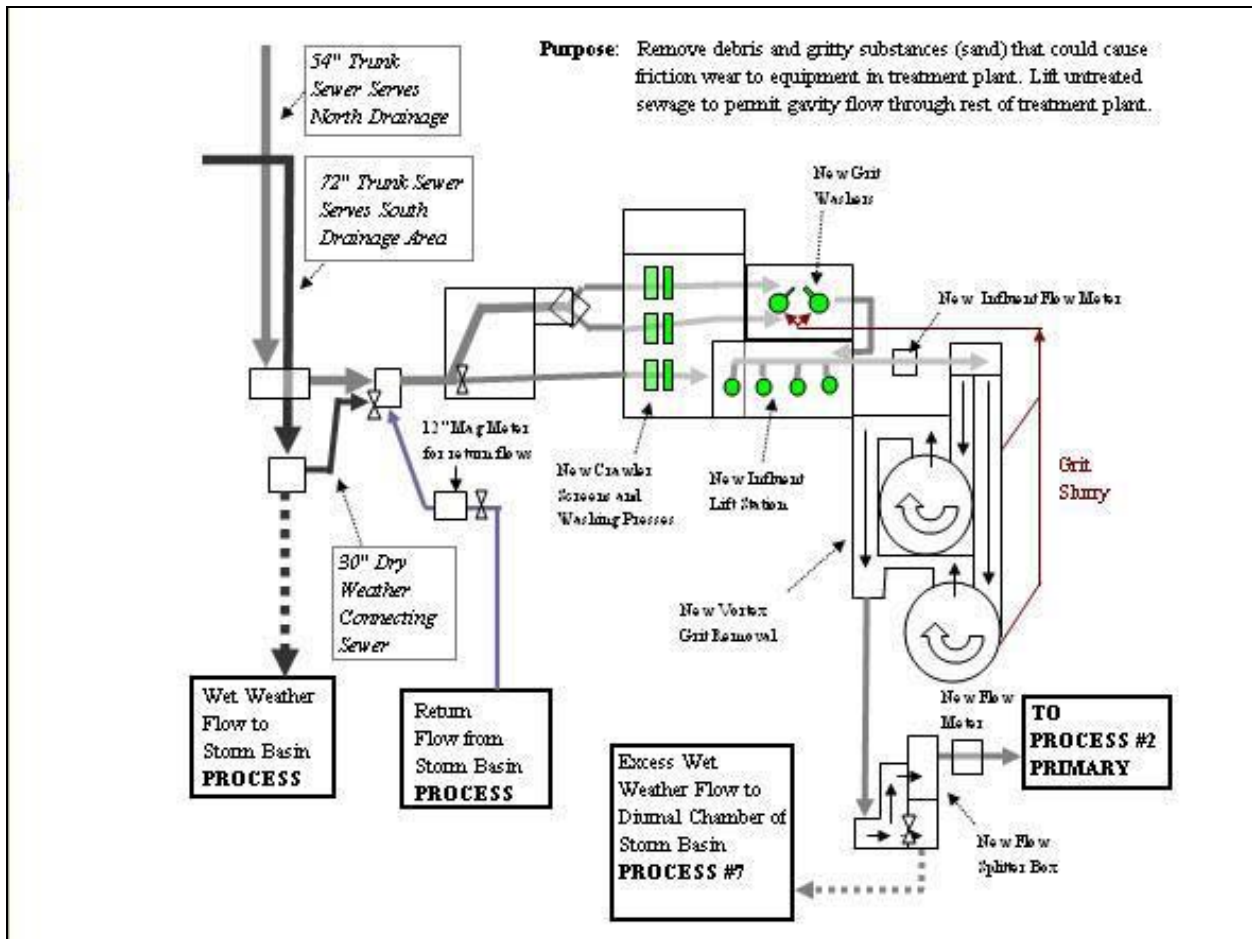 Purpose: Remove debris and gritty substances (sand) that could cause
friction wear to equipment in treatment plant. Lift untreated
sewage to permit gavity flow through rest of treatment plant.
54" Trunk
Sewer Serves
North Drainage
72" Trunk Sewer
Serves South
Drainage Area
New Grit
Washers
New Influent Flow Meter
12" Mag Meter
for return flows
New Crawler
Screens and
Washing Presses
New Influent
Lift Station
Grit
Slurry
30" Dry
Weather
Connecting
Sewer
New Vortex
Grit Removal
Wet Weather
Flow to
Storm Basin
PROCESS
Return
Flow from
Storm Basin
PROCESS
Excess Wet
Weather Flow to
Diurnal Chamber of
Storm Basin
PROCESS #7
New Flow
Meter
TO
PROCESS #2
PRIMARY
New Flow
Splitter Box